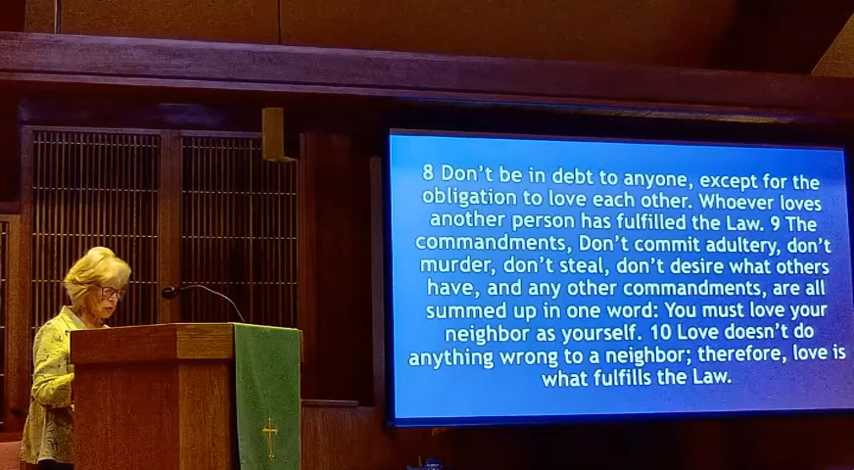 8 Don't be in debt to anyone, except for the
obligation to love each other. Whoever loves
another person has fulfilled the Law. 9 The
commandments, Don't commit adultery, don't
murder, don't steal, don't desire what others
have, and any other commandments, are all
summed up in one word: You must love your
neighbor as yourself. 10 Love doesn't do
anything wrong to a neighbor; therefore, love is
what fulfills the Law.